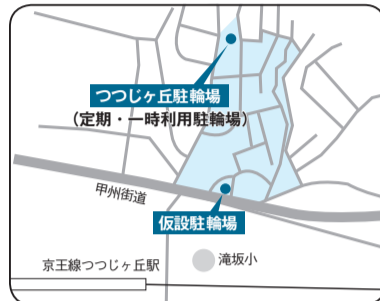 つつじヶ丘駐輪場
（定期・一時利用駐輪場）
甲州街道
仮設駐輪場
滝坂小
京王線つつじヶ丘駅